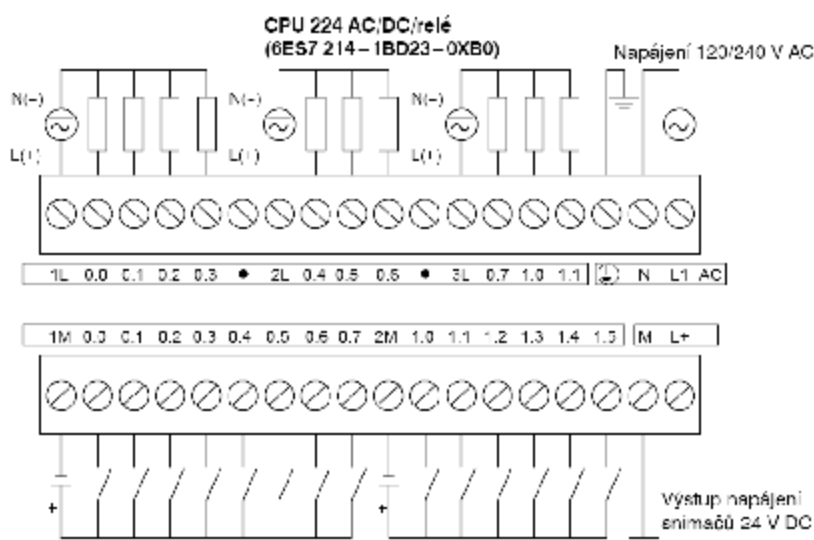 CPU 224 AC/DC/relé
(6ES7 214–1BD23–0XB0)
Napájení 120/240 V AC
N(–) N(–) N(–)
L(+) L(+) L(+)
1L 0.0 0.1 0.2 0.3 ● 2L 0.4 0.5 0.6 ● 3L 0.7 1.0 1.1 N L1 AC
1M 0.0 0.1 0.2 0.3 0.4 0.5 0.6 0.7 2M 1.0 1.1 1.2 1.3 1.4 1.5 M L+
+ +
Výstup napájení
snímačů 24 V DC